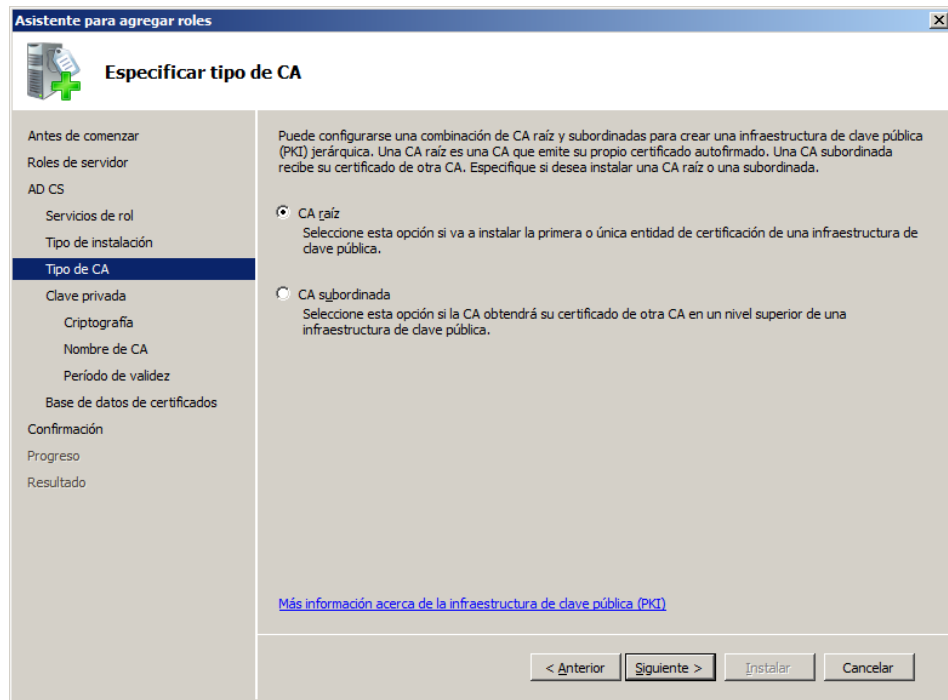 Asistente para agregar roles
Especificar tipo de CA
Antes de comenzar
Roles de servidor
AD CS
Servicios de rol
Tipo de instalación
Tipo de CA
Clave privada
Criptografía
Nombre de CA
Período de validez
Base de datos de certificados
Confirmación
Progreso
Resultado
Puede configurarse una combinación de CA raíz y subordinadas para crear una infraestructura de clave pública
(PKI) jerárquica. Una CA raíz es una CA que emite su propio certificado autofirmado. Una CA subordinada
recibe su certificado de otra CA. Especifique si desea instalar una CA raíz o una subordinada.
CA raíz
Seleccione esta opción si va a instalar la primera o única entidad de certificación de una infraestructura de
clave pública.
CA subordinada
Seleccione esta opción si la CA obtendrá su certificado de otra CA en un nivel superior de una
infraestructura de clave pública.
Más información acerca de la infraestructura de clave pública (PKI)
< Anterior
Siguiente >
Instalar
Cancelar